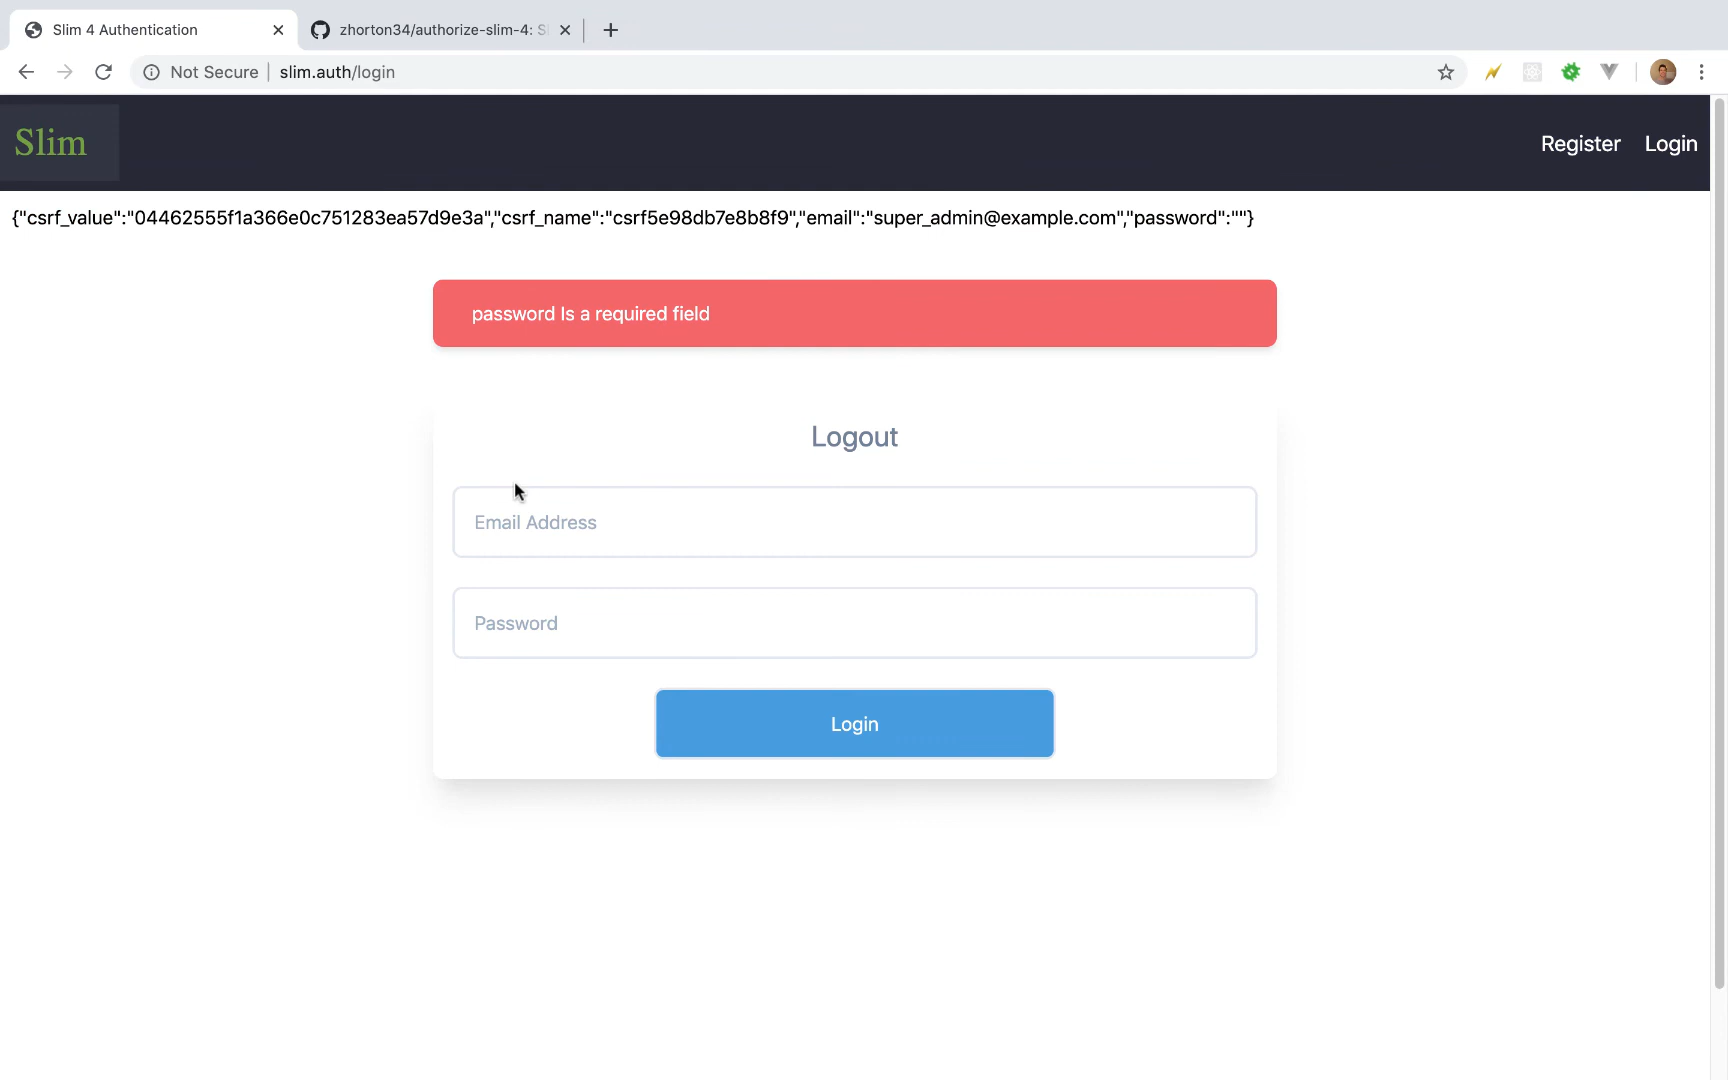 Slim 4 Authentication
zhorton34/authorize-slim-4: S
Not Secure
slim.auth/login
Slim
Register
Login
{"csrf_value":"04462555f1a366e0c751283ea57d9e3a","csrf_name":"csrf5e98db7e8b8f9","email":"super_admin@example.com","password":""}
password Is a required field
Logout
Email Address
Password
Login